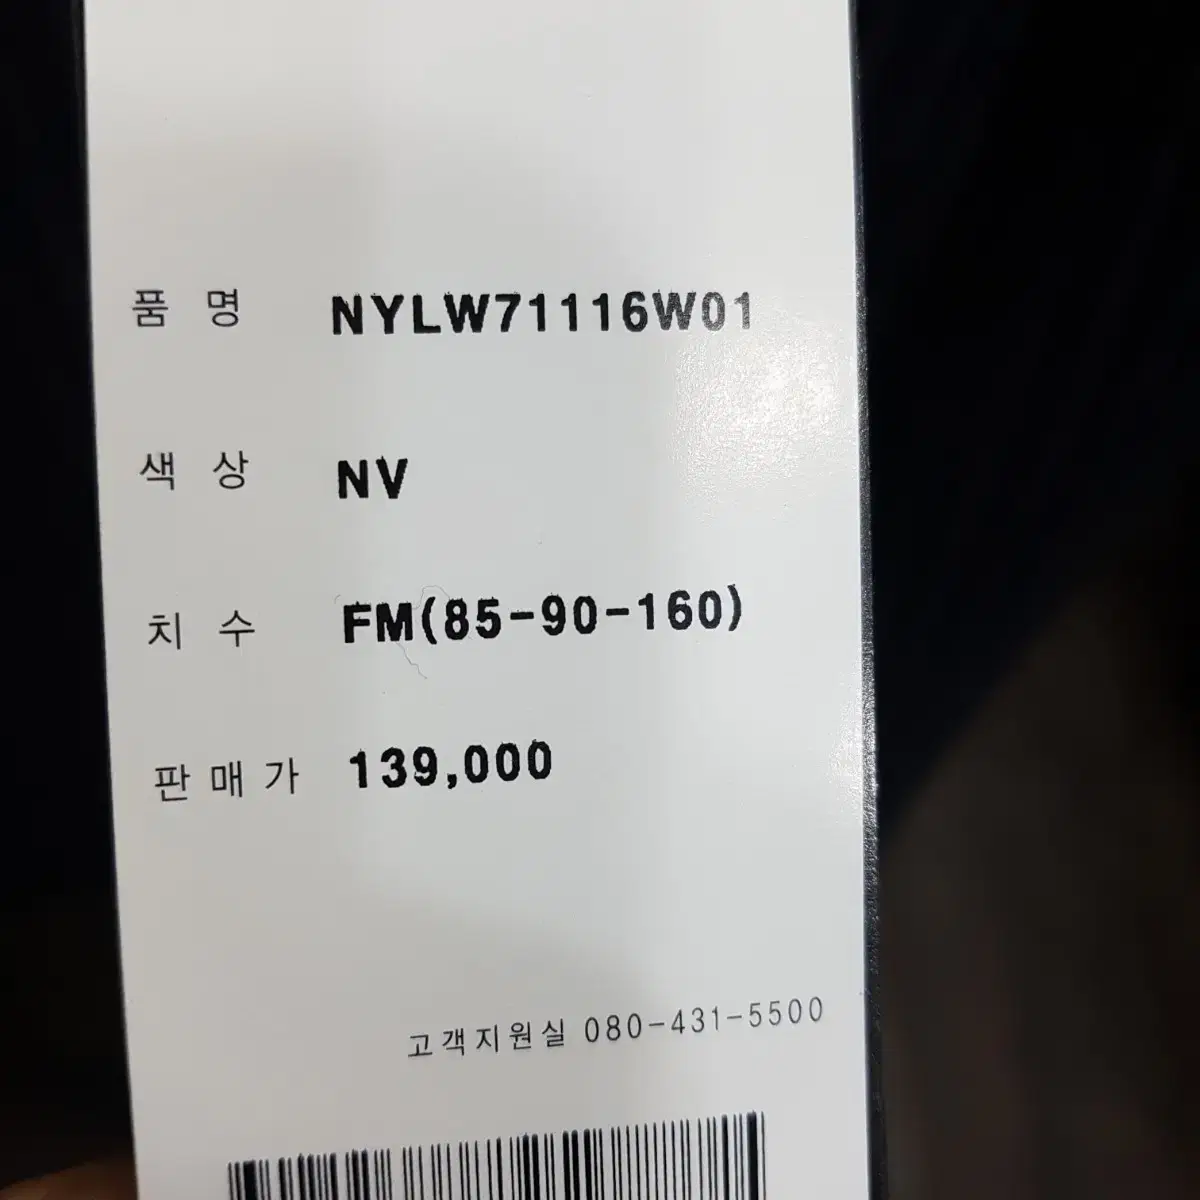 품 명 NYLW71116W01
색 상 NV
치 수 FM(85-90-160)
판 매 가 139,000
고객지원실 080-431-5500